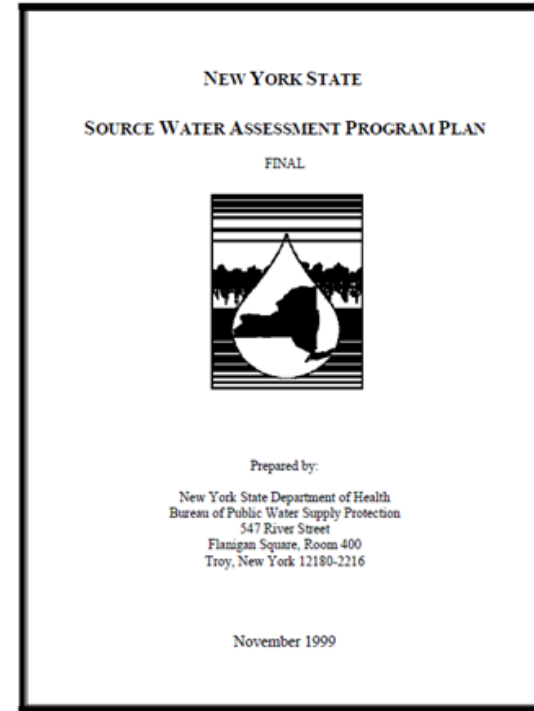 NEW YORK STATE
SOURCE WATER ASSESSMENT PROGRAM PLAN
FINAL
Prepared by:
New York State Department of Health
Bureau of Public Water Supply Protection
547 River Street
Flanigan Square, Room 400
Troy, New York 12180-2216
November 1999